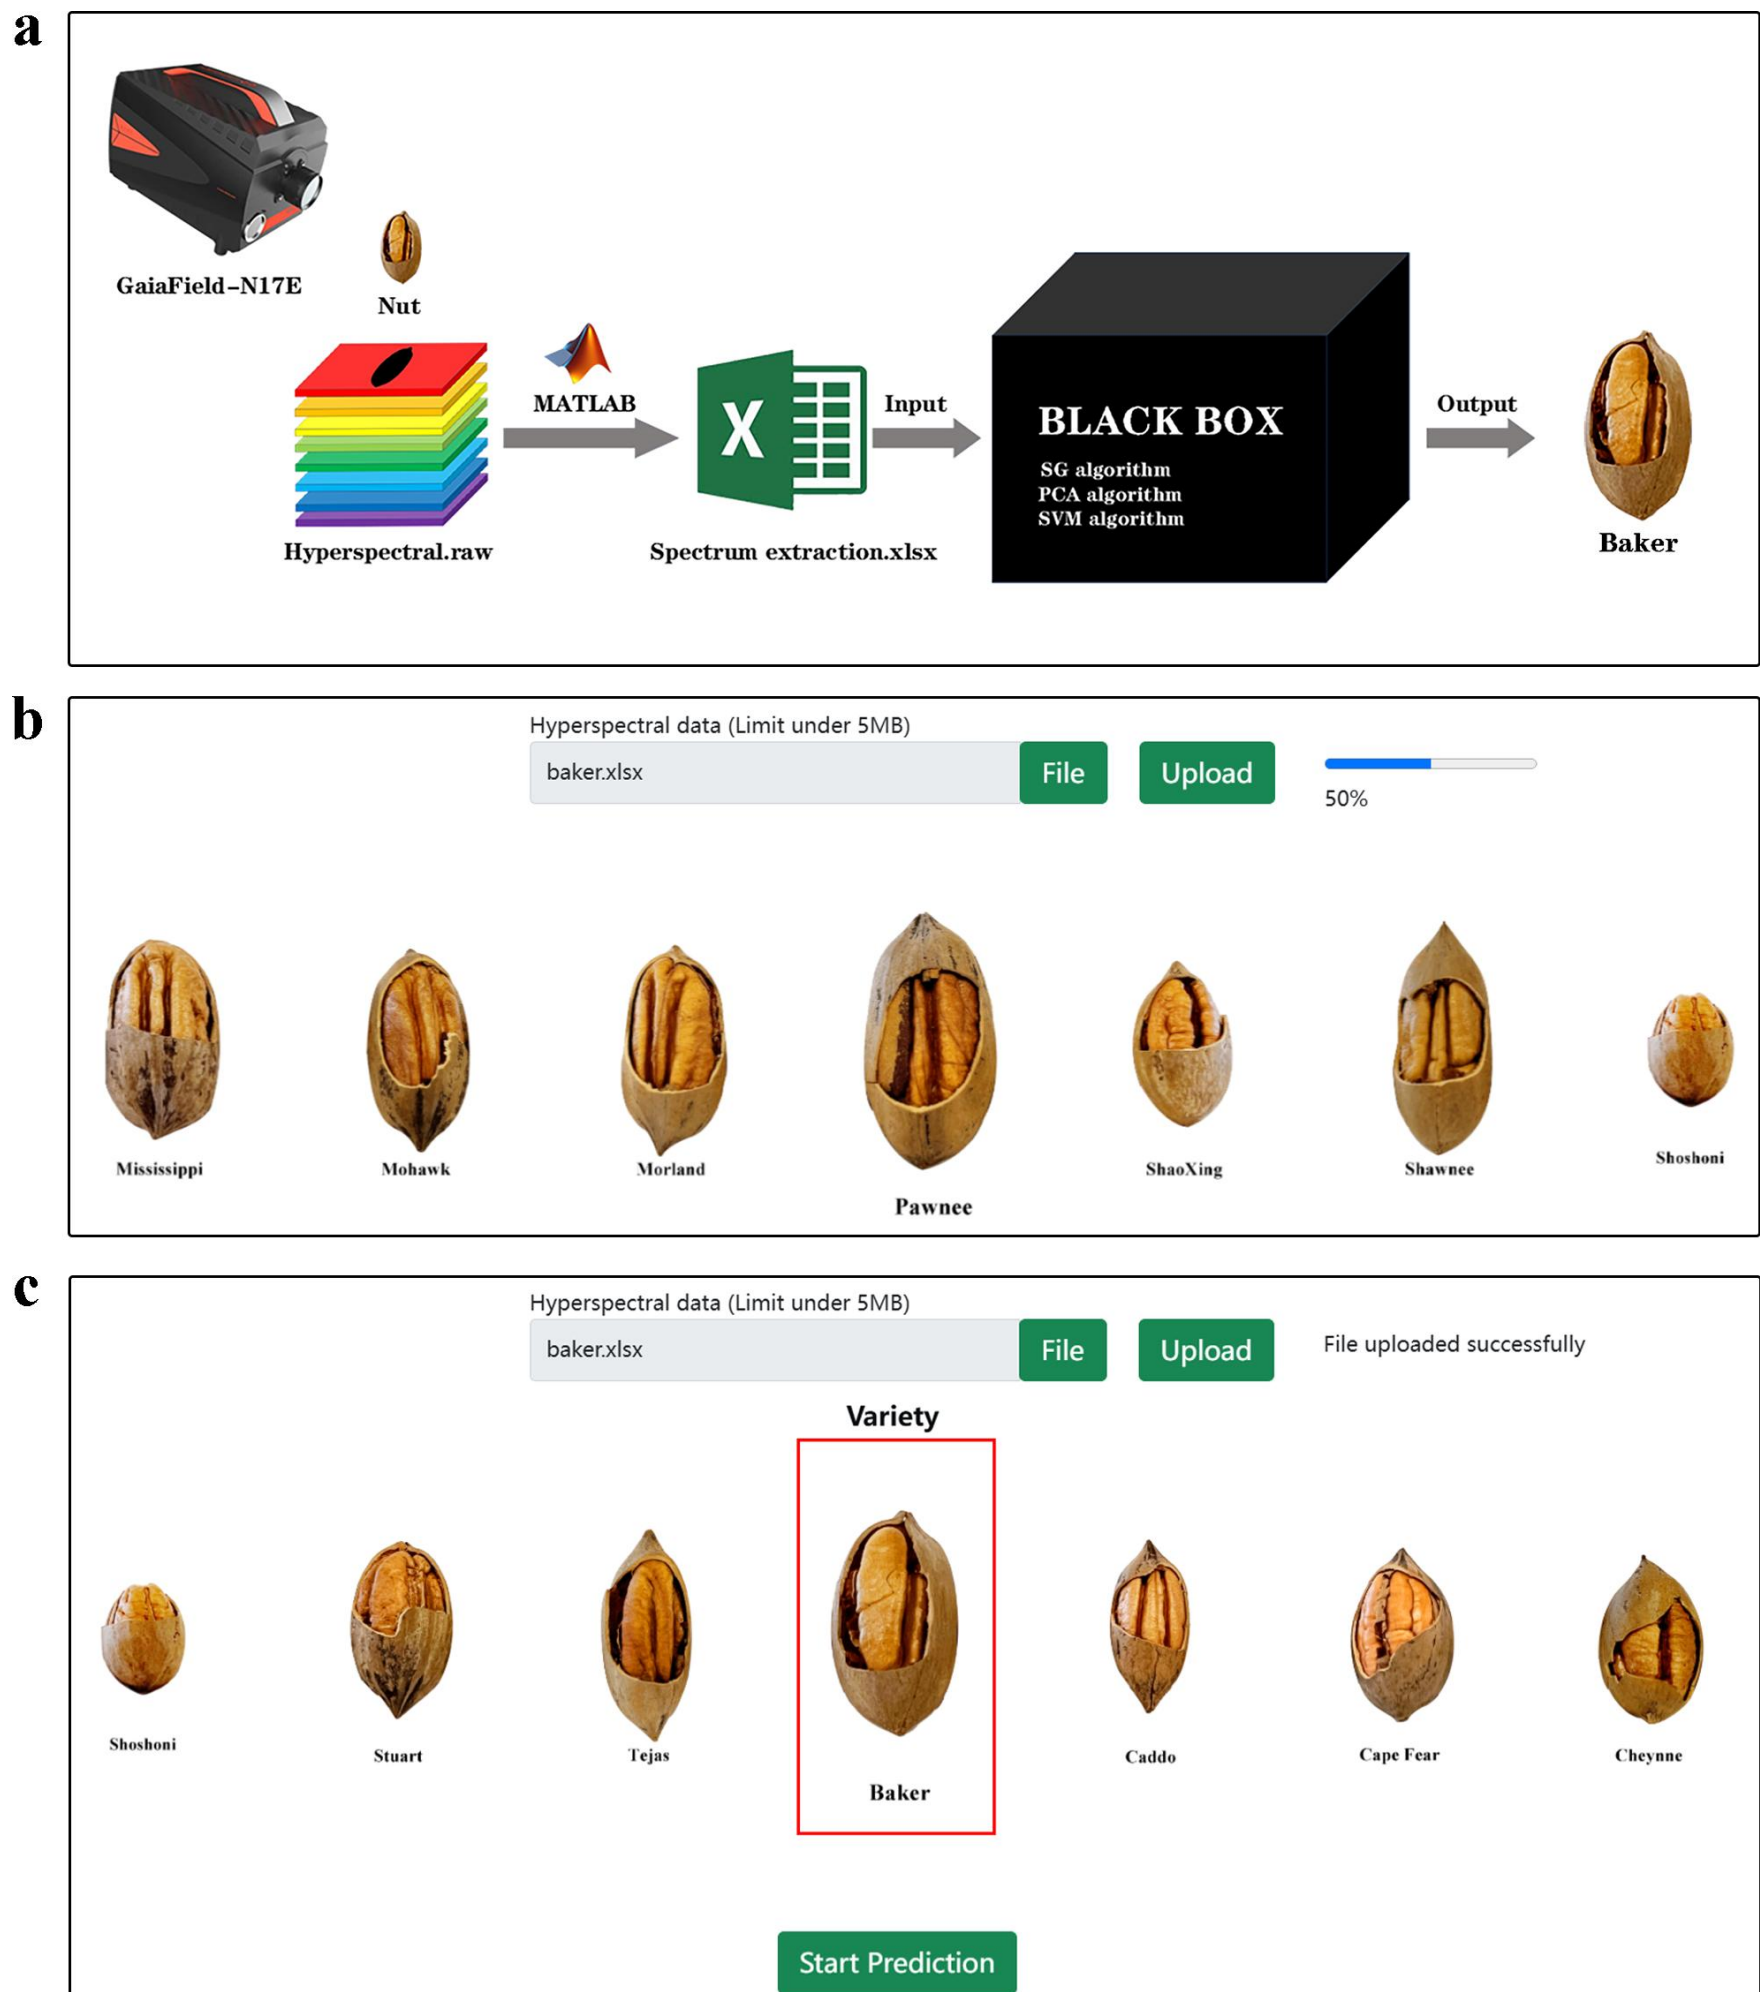 a
GaiaField-N17E
Nut
MATLAB
Input
Output
X
BLACK BOX
SG algorithm
PCA algorithm
SVM algorithm
Hyperspectral.raw
Spectrum extraction.xlsx
Baker
b
Hyperspectral data (Limit under 5MB)
baker.xlsx
File
Upload
50%
Mississippi
Mohawk
Morland
Pawnee
ShaoXing
Shawnee
Shoshoni
c
Hyperspectral data (Limit under 5MB)
baker.xlsx
File
Upload
File uploaded successfully
Variety
Shoshoni
Stuart
Tejas
Baker
Caddo
Cape Fear
Cheynne
Start Prediction